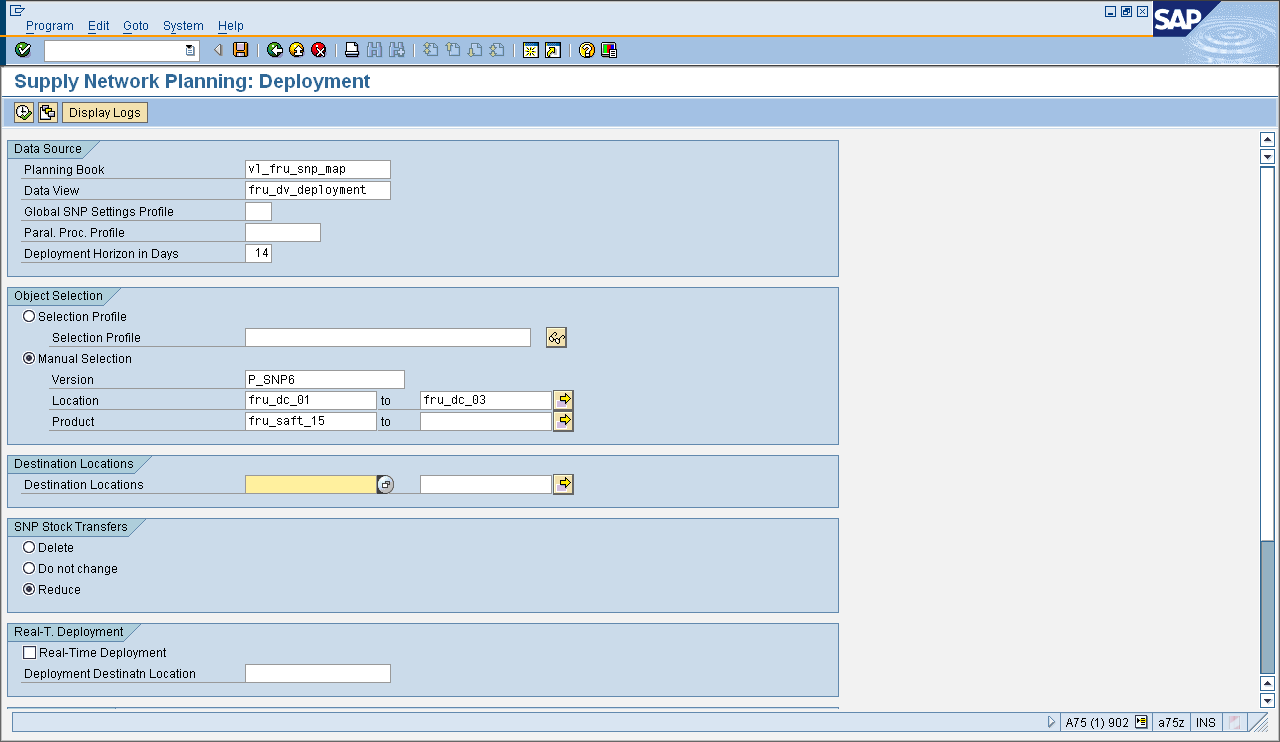 Program Edit Goto System Help
SAP
Supply Network Planning: Deployment
Display Logs
Data Source
Planning Book vl_fru_snp_map
Data View fru_dv_deployment
Global SNP Settings Profile
Paral. Proc. Profile
Deployment Horizon in Days 14
Object Selection
Selection Profile
Selection Profile
Manual Selection
Version P_SNP6
Location fru_dc_01 to fru_dc_03
Product fru_saft_15 to
Destination Locations
Destination Locations
SNP Stock Transfers
Delete
Do not change
Reduce
Real-T. Deployment
Real-Time Deployment
Deployment Destinatn Location
A75 (1) 902 a75z INS